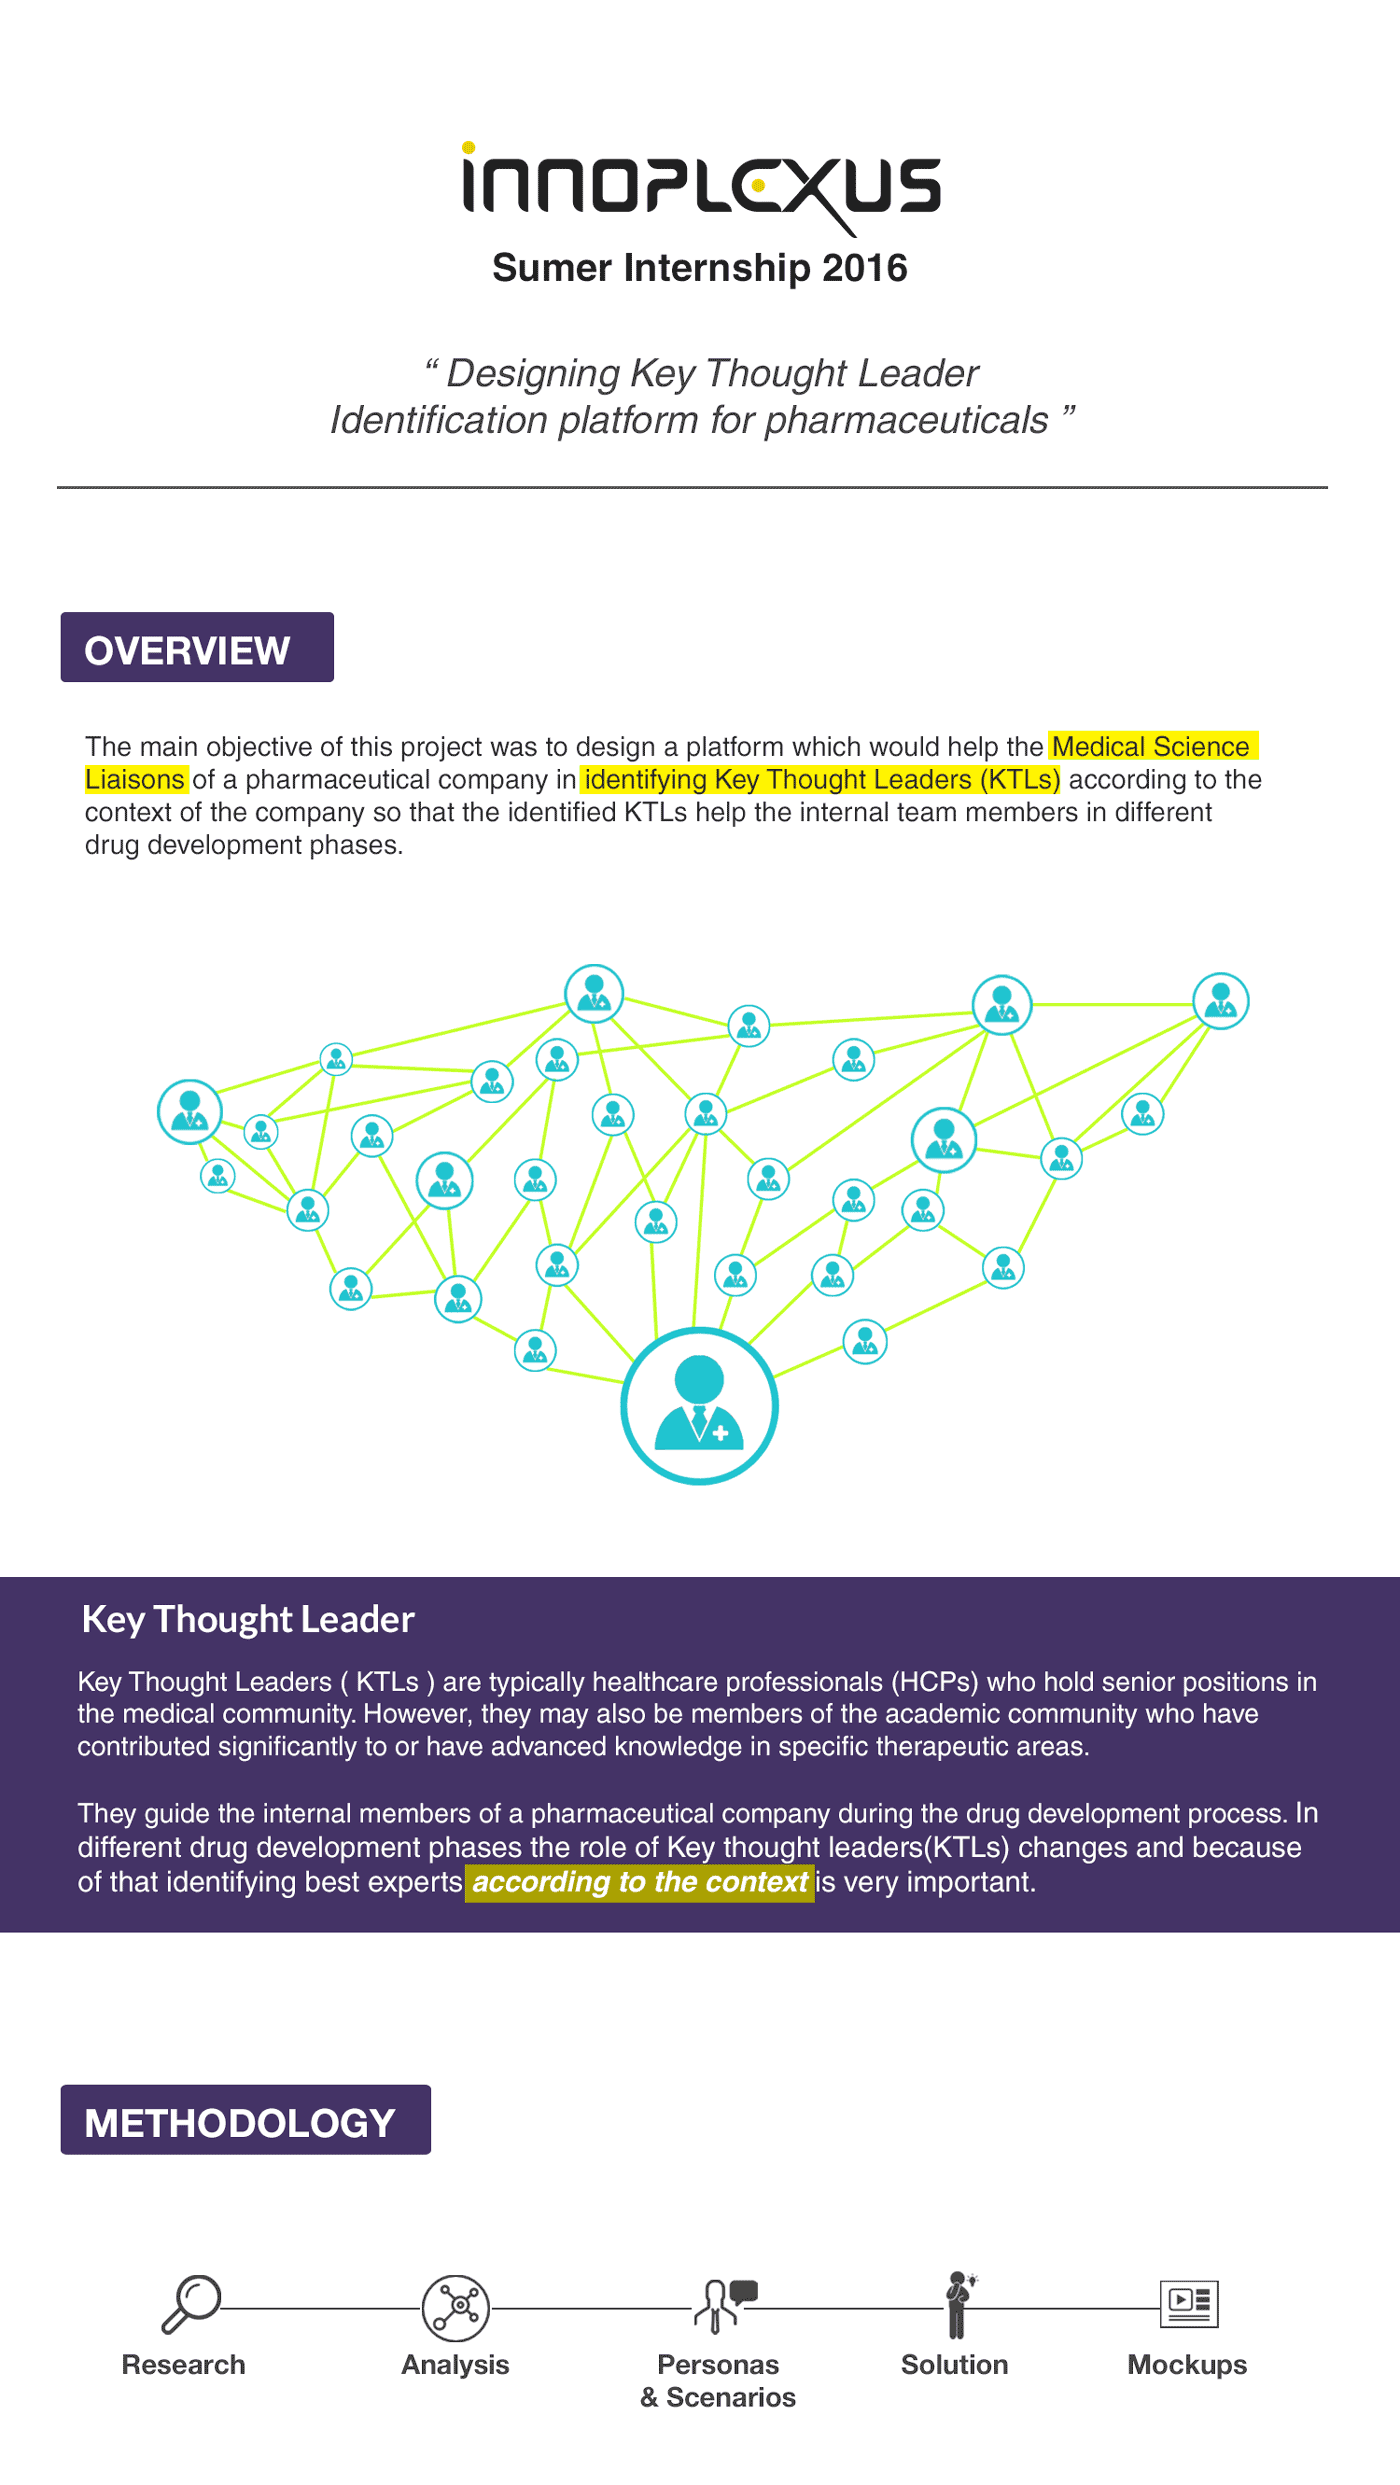 innoplexus
Sumer Internship 2016
“ Designing Key Thought Leader
Identification platform for pharmaceuticals ”
OVERVIEW
The main objective of this project was to design a platform which would help the Medical Science
Liaisons of a pharmaceutical company in identifying Key Thought Leaders (KTLs) according to the
context of the company so that the identified KTLs help the internal team members in different
drug development phases.
Key Thought Leader
Key Thought Leaders ( KTLs ) are typically healthcare professionals (HCPs) who hold senior positions in
the medical community. However, they may also be members of the academic community who have
contributed significantly to or have advanced knowledge in specific therapeutic areas.
They guide the internal members of a pharmaceutical company during the drug development process. In
different drug development phases the role of Key thought leaders(KTLs) changes and because
of that identifying best experts according to the context is very important.
METHODOLOGY
Research Analysis Personas Solution Mockups
& Scenarios